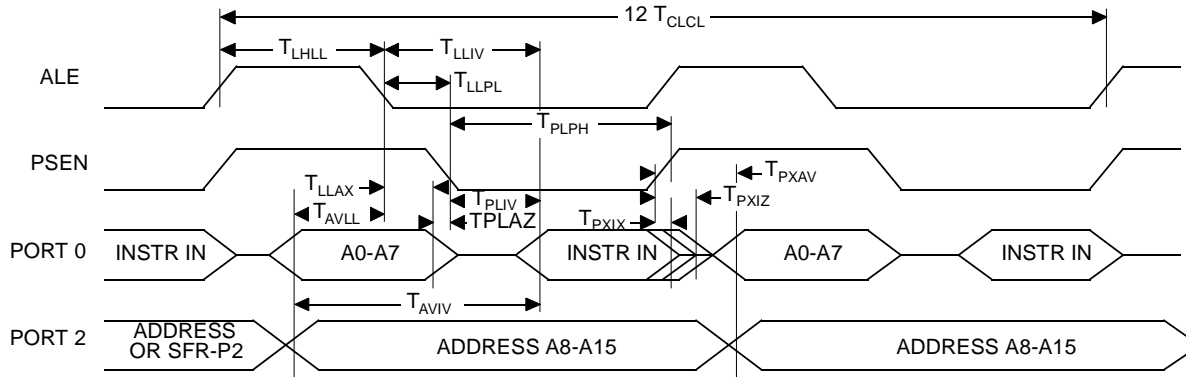 12 TCLCL
TLHLL TLLIV
ALE
TLLPL
TPLPH
PSEN
TPXAV
TLLAX
TPLIV
TPXIZ
TAVLL
TPLAZ
TPXIX
PORT 0 INSTR IN A0-A7 INSTR IN A0-A7 INSTR IN
TAVIV
PORT 2 ADDRESS OR SFR-P2 ADDRESS A8-A15 ADDRESS A8-A15